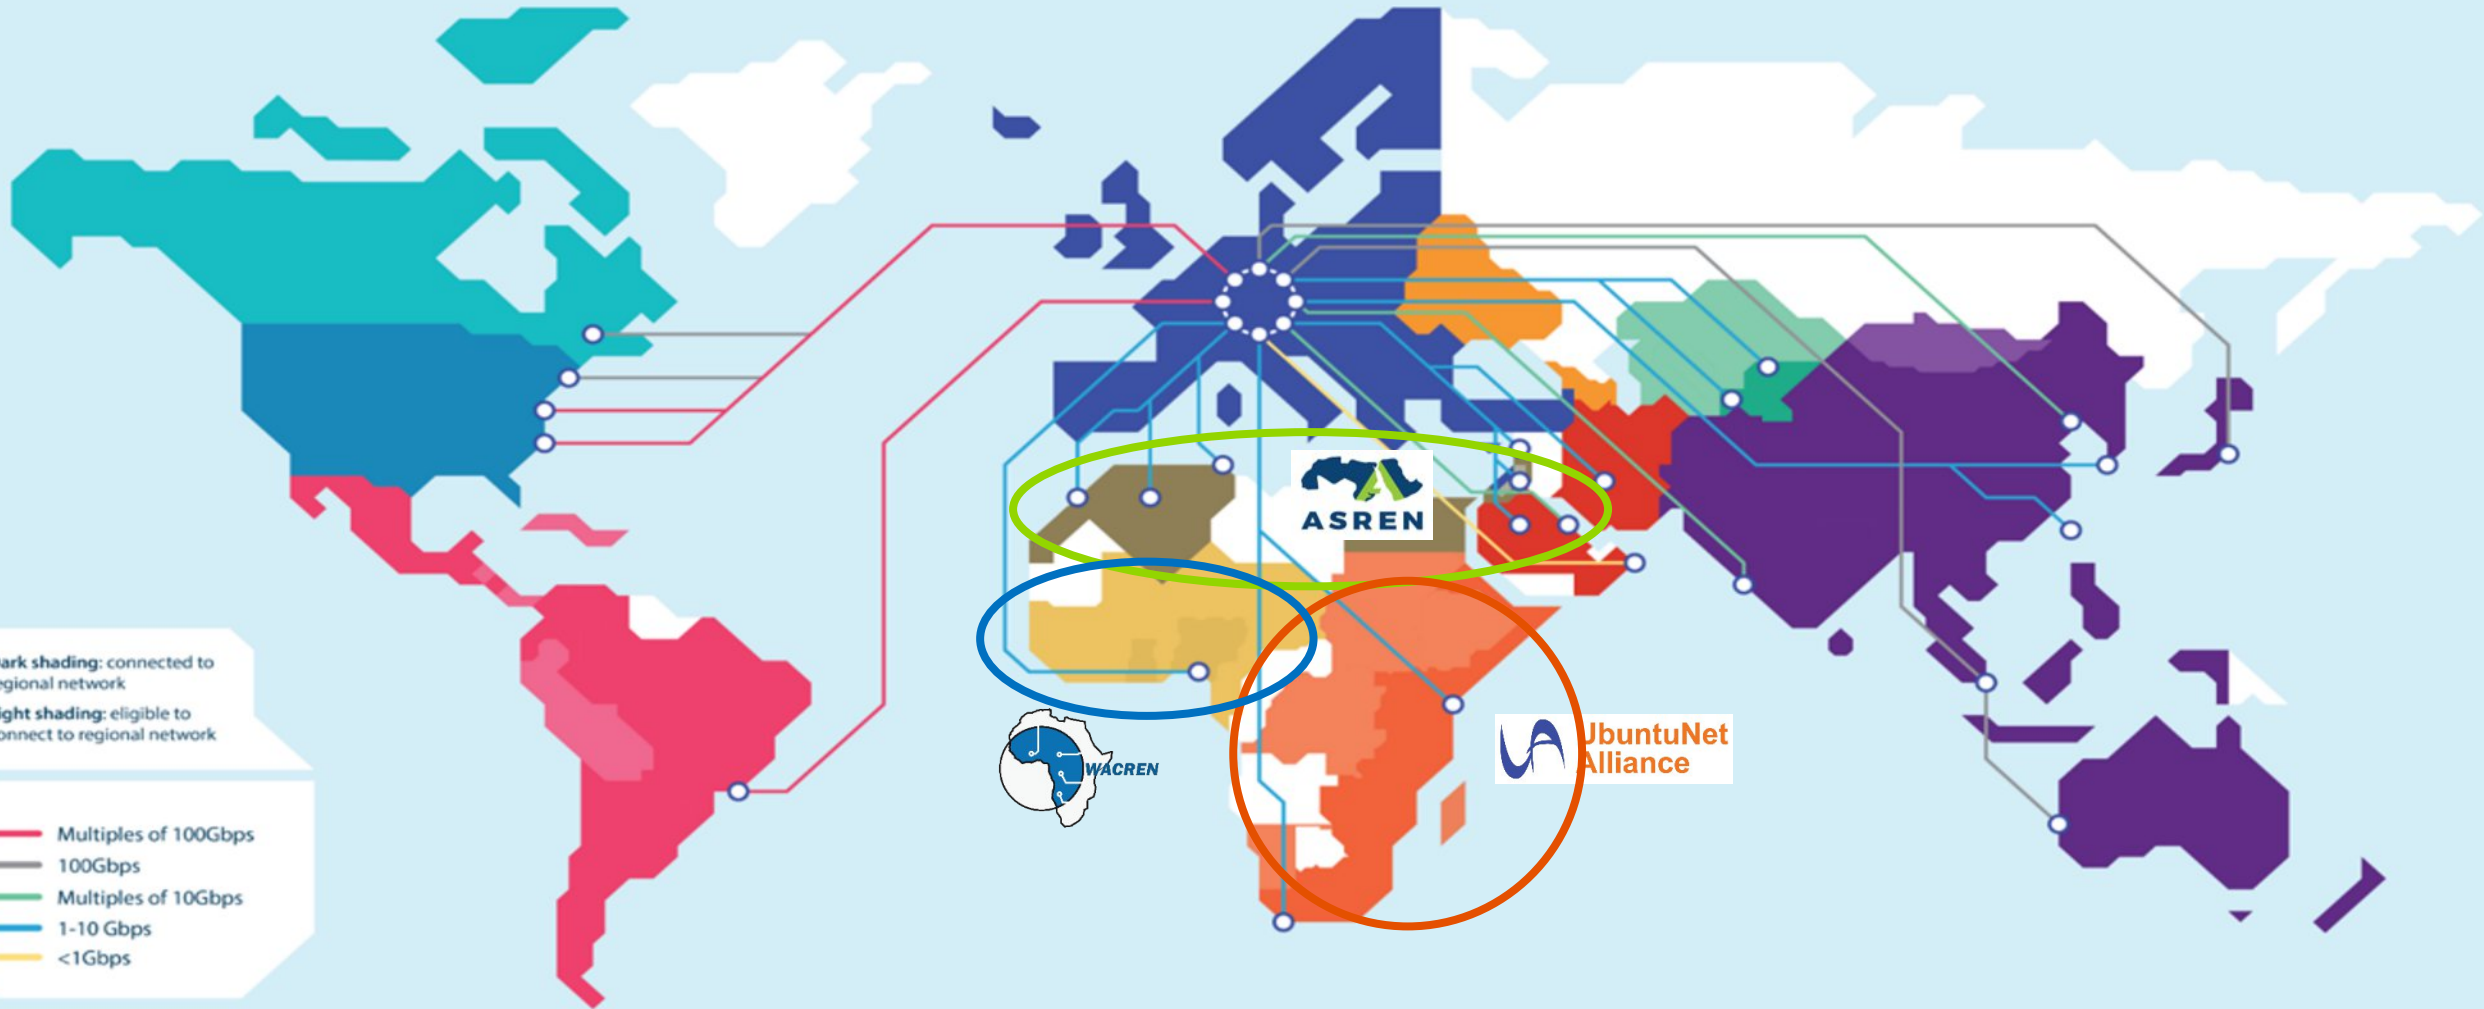 ASREN
WACREN
UbuntuNet
Alliance
ark shading: connected to
egional network
ight shading: eligible to
onnect to regional network
Multiples of 100Gbps
100Gbps
Multiples of 10Gbps
1-10 Gbps
<1Gbps